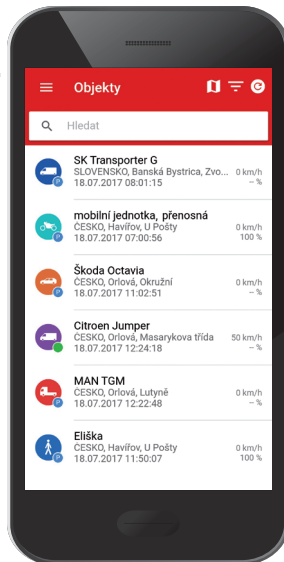 Objekty
Hledat
SK Transporter G
SLOVENSKO, Banská Bystrica, Zvo... 0 km/h
18.07.2017 08:01:15 -- %
mobilní jednotka, přenosná
ČESKO, Havířov, U Pošty 0 km/h
18.07.2017 07:00:56 100 %
Škoda Octavia
ČESKO, Orlová, Okružní 0 km/h
18.07.2017 11:02:51 -- %
Citroen Jumper
ČESKO, Orlová, Masarykova třída 50 km/h
18.07.2017 12:24:18 -- %
MAN TGM
ČESKO, Orlová, Lutyně 0 km/h
18.07.2017 12:22:48 -- %
Eliška
ČESKO, Havířov, U Pošty 0 km/h
18.07.2017 11:50:07 100 %